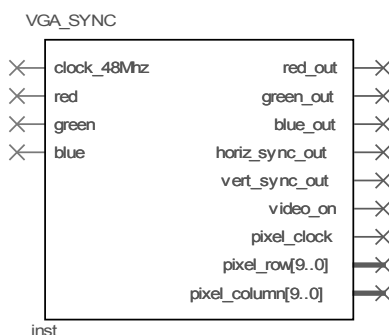 VGA_SYNC
clock_48Mhz red_out
red green_out
green blue_out
blue horiz_sync_out
vert_sync_out
video_on
pixel_clock
pixel_row[9..0]
pixel_column[9..0]
inst